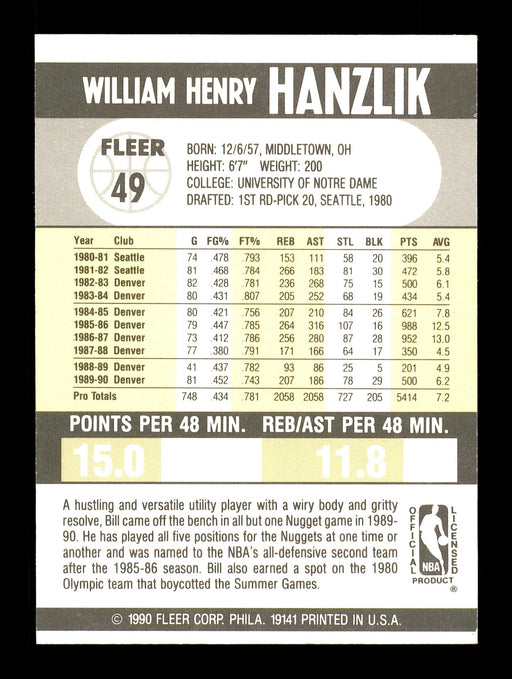 WILLIAM HENRY HANZLIK
FLEER
49
BORN: 12/6/57, MIDDLETOWN, OH
HEIGHT: 6'7" WEIGHT: 200
COLLEGE: UNIVERSITY OF NOTRE DAME
DRAFTED: 1ST RD-PICK 20, SEATTLE, 1980
Year Club G FG% FT% REB AST STL BLK PTS AVG
1980-81 Seattle 74 .478 .793 153 111 58 20 396 5.4
1981-82 Seattle 81 .468 .784 266 183 81 30 472 5.8
1982-83 Denver 82 .428 .781 236 268 75 15 500 6.1
1983-84 Denver 80 .431 .807 205 252 68 19 434 5.4
1984-85 Denver 80 .421 .756 207 210 84 26 621 7.8
1985-86 Denver 79 .447 .785 264 316 107 16 988 12.5
1986-87 Denver 73 .412 .786 256 280 87 28 952 13.0
1987-88 Denver 77 .380 .791 171 166 64 17 350 4.5
1988-89 Denver 41 .437 .782 93 86 25 5 201 4.9
1989-90 Denver 81 .452 .743 207 186 78 29 500 6.2
Pro Totals 748 .434 .781 2058 2058 727 205 5414 7.2
POINTS PER 48 MIN. REB/AST PER 48 MIN.
15.0 11.8
A hustling and versatile utility player with a wiry body and gritty
resolve, Bill came off the bench in all but one Nugget game in 1989-
90. He has played all five positions for the Nuggets at one time or
another and was named to the NBA's all-defensive second team
after the 1985-86 season. Bill also earned a spot on the 1980
Olympic team that boycotted the Summer Games.
OFFICIAL
LICENSED
NBA
PRODUCT
®
© 1990 FLEER CORP. PHILA. 19141 PRINTED IN U.S.A.